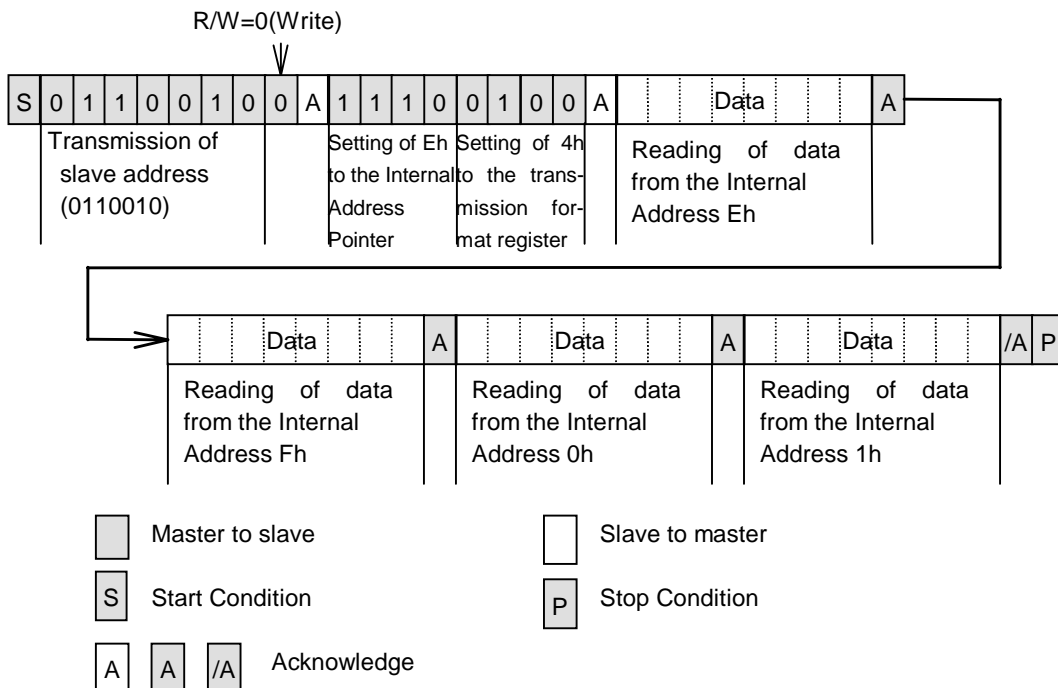 R/W=0(Write)
S 0 1 1 0 0 1 0 0 A 1 1 1 0 0 1 0 0 A Data A
Transmission of
slave address
(0110010)
Setting of Eh
to the Internal
Address
Pointer
Setting of 4h
to the trans-
mission for-
mat register
Reading of data
from the Internal
Address Eh
Data A Data A Data /A P
Reading of data
from the Internal
Address Fh
Reading of data
from the Internal
Address 0h
Reading of data
from the Internal
Address 1h
Master to slave
Slave to master
S Start Condition
P Stop Condition
A A /A Acknowledge